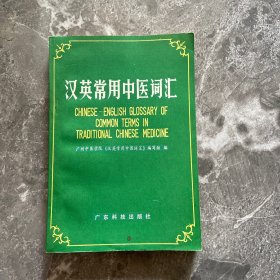 汉英常用中医词汇
CHINESE-ENGLISH GLOSSARY OF
COMMON TERMS IN
TRADITIONAL CHINESE MEDICINE
广州中医学院《汉英常用中医词汇》编写组 编
广东科技出版社